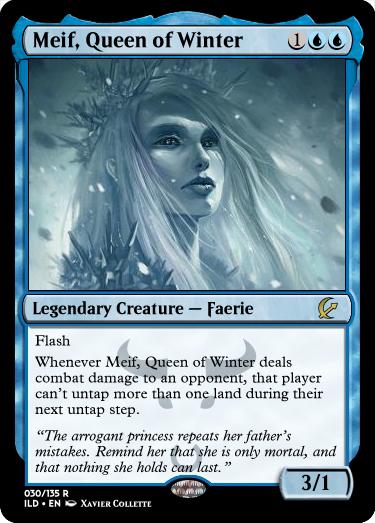 Meif, Queen of Winter 1
Legendary Creature — Faerie
Flash
Whenever Meif, Queen of Winter deals
combat damage to an opponent, that player
can't untap more than one land during their
next untap step.
"The arrogant princess repeats her father's
mistakes. Remind her that she is only mortal, and
that nothing she holds can last."
3/1
030/135 R
ILD • EN Xavier Collette